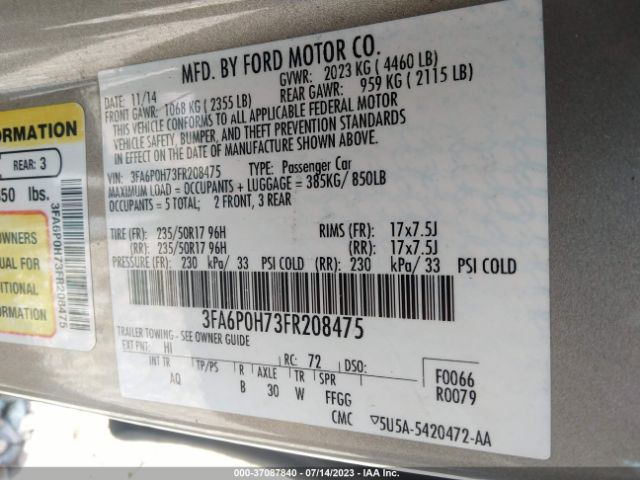 MFD. BY FORD MOTOR CO.
DATE: 11/14 GVWR: 2023 KG ( 4460 LB)
FRONT GAWR: 1068 KG ( 2355 LB) REAR GAWR: 959 KG ( 2115 LB)
THIS VEHICLE CONFORMS TO ALL APPLICABLE FEDERAL MOTOR
VEHICLE SAFETY, BUMPER, AND THEFT PREVENTION STANDARDS
IN EFFECT ON THE DATE OF MANUFACTURE SHOWN ABOVE.
VIN: 3FA6P0H73FR208475 TYPE: Passenger Car
MAXIMUM LOAD = OCCUPANTS + LUGGAGE = 385KG/ 850LB
OCCUPANTS = 5 TOTAL; 2 FRONT, 3 REAR
TIRE (FR): 235/50R17 96H RIMS (FR): 17x7.5J
(RR): 235/50R17 96H (RR): 17x7.5J
PRESSURE (FR): 230 kPa/ 33 PSI COLD (RR): 230 kPa/ 33 PSI COLD
3FA6P0H73FR208475
TRAILER TOWING - SEE OWNER GUIDE
EXT PNT: HI RC: 72 DSO:
INT TR TP/PS R AXLE TR SPR
AQ B 30 W FFGG
F0066
R0079
CMC ▽5U5A-5420472-AA
ORMATION
REAR: 3
850 lbs.
OWNERS
UAL FOR
ITIONAL
RMATION
3FA6P0H73FR208475
000-37087840 - 07/14/2023 - IAA Inc.